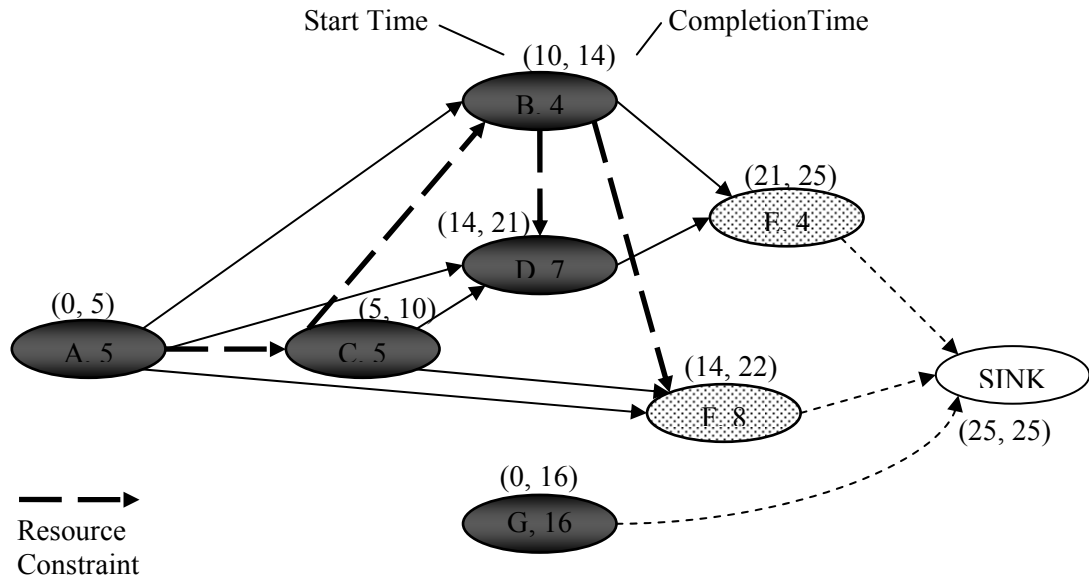 Start Time
CompletionTime
(10, 14)
B, 4
(21, 25)
E, 4
(14, 21)
D, 7
(0, 5)
A, 5
(5, 10)
C, 5
(14, 22)
F, 8
SINK
(25, 25)
(0, 16)
G, 16
Resource
Constraint